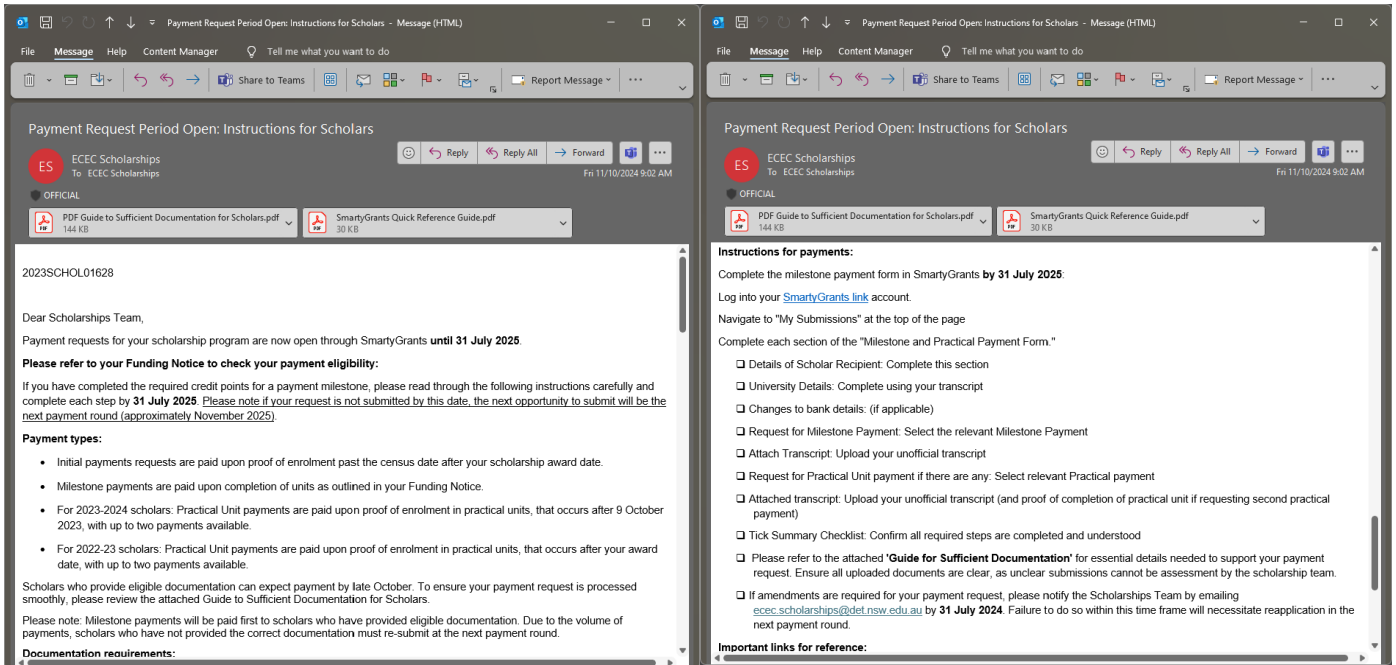 Payment Request Period Open: Instructions for Scholars - Message (HTML)
File Message Help Content Manager Tell me what you want to do
Share to Teams Report Message
Payment Request Period Open: Instructions for Scholars
ES
ECEC Scholarships
To ECEC Scholarships
Reply Reply All Forward
Fri 11/10/2024 9:02 AM
OFFICIAL
PDF Guide to Sufficient Documentation for Scholars.pdf
144 KB
SmartyGrants Quick Reference Guide.pdf
30 KB
2023SCHOL01628
Dear Scholarships Team,
Payment requests for your scholarship program are now open through SmartyGrants until 31 July 2025.
Please refer to your Funding Notice to check your payment eligibility:
If you have completed the required credit points for a payment milestone, please read through the following instructions carefully and
complete each step by 31 July 2025. Please note if your request is not submitted by this date, the next opportunity to submit will be the
next payment round (approximately November 2025).
Payment types:
• Initial payments requests are paid upon proof of enrolment past the census date after your scholarship award date.
• Milestone payments are paid upon completion of units as outlined in your Funding Notice.
• For 2023-2024 scholars: Practical Unit payments are paid upon proof of enrolment in practical units, that occurs after 9 October
2023, with up to two payments available.
• For 2022-23 scholars: Practical Unit payments are paid upon proof of enrolment in practical units, that occurs after your award
date, with up to two payments available.
Scholars who provide eligible documentation can expect payment by late October. To ensure your payment request is processed
smoothly, please review the attached Guide to Sufficient Documentation for Scholars.
Please note: Milestone payments will be paid first to scholars who have provided eligible documentation. Due to the volume of
payments, scholars who have not provided the correct documentation must re-submit at the next payment round.
Documentation requirements:
Payment Request Period Open: Instructions for Scholars - Message (HTML)
File Message Help Content Manager Tell me what you want to do
Share to Teams Report Message
Payment Request Period Open: Instructions for Scholars
ES
ECEC Scholarships
To ECEC Scholarships
Reply Reply All Forward
Fri 11/10/2024 9:02 AM
OFFICIAL
PDF Guide to Sufficient Documentation for Scholars.pdf
144 KB
SmartyGrants Quick Reference Guide.pdf
30 KB
Instructions for payments:
Complete the milestone payment form in SmartyGrants by 31 July 2025:
Log into your SmartyGrants link account.
Navigate to "My Submissions" at the top of the page
Complete each section of the "Milestone and Practical Payment Form."
❑ Details of Scholar Recipient: Complete this section
❑ University Details: Complete using your transcript
❑ Changes to bank details: (if applicable)
❑ Request for Milestone Payment: Select the relevant Milestone Payment
❑ Attach Transcript: Upload your unofficial transcript
❑ Request for Practical Unit payment if there are any: Select relevant Practical payment
❑ Attached transcript: Upload your unofficial transcript (and proof of completion of practical unit if requesting second practical
payment)
❑ Tick Summary Checklist: Confirm all required steps are completed and understood
❑ Please refer to the attached 'Guide for Sufficient Documentation' for essential details needed to support your payment
request. Ensure all uploaded documents are clear, as unclear submissions cannot be assessment by the scholarship team.
❑ If amendments are required for your payment request, please notify the Scholarships Team by emailing
ecec.scholarships@det.nsw.edu.au by 31 July 2024. Failure to do so within this time frame will necessitate reapplication in the
next payment round.
Important links for reference: